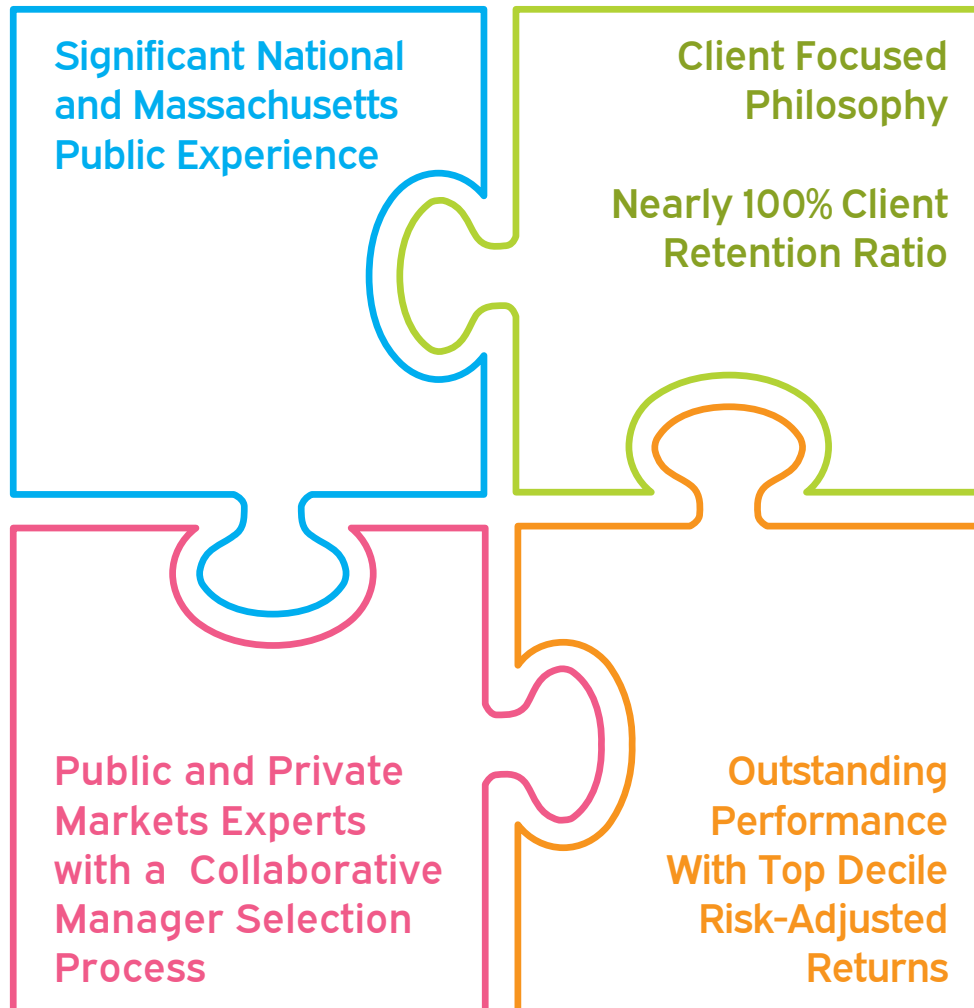 Significant National
and Massachusetts
Public Experience
Client Focused
Philosophy
Nearly 100% Client
Retention Ratio
Public and Private
Markets Experts
with a  Collaborative
Manager Selection
Process
Outstanding
Performance
With Top Decile
Risk-Adjusted
Returns